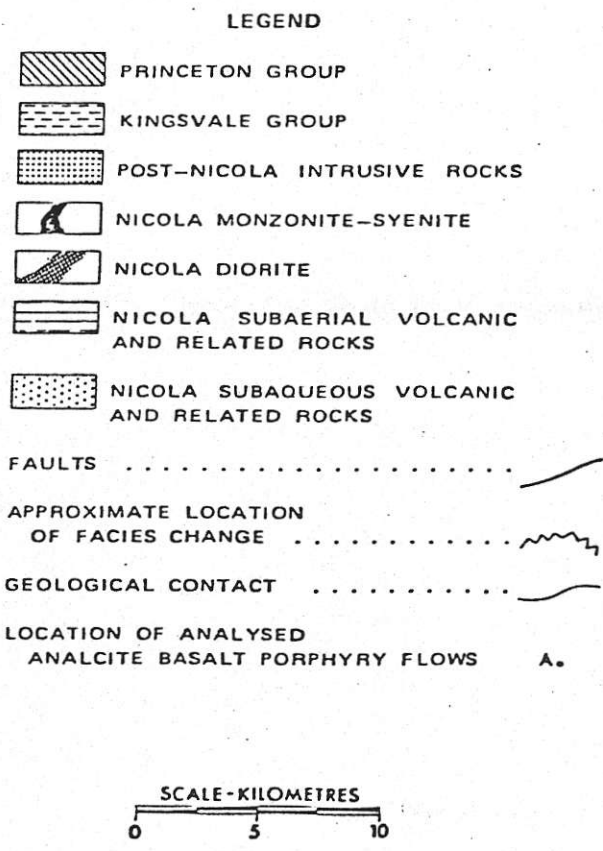 LEGEND
PRINCETON GROUP
KINGSVALE GROUP
POST-NICOLA INTRUSIVE ROCKS
NICOLA MONZONITE-SYENITE
NICOLA DIORITE
NICOLA SUBAERIAL VOLCANIC
AND RELATED ROCKS
NICOLA SUBAQUEOUS VOLCANIC
AND RELATED ROCKS
FAULTS . . . . . . . . . . . . . . . . . . . . . .
APPROXIMATE LOCATION
OF FACIES CHANGE . . . . . . . . . . . . .
GEOLOGICAL CONTACT . . . . . . . . . . . .
LOCATION OF ANALYSED
ANALCITE BASALT PORPHYRY FLOWS A.
SCALE-KILOMETRES
0 5 10